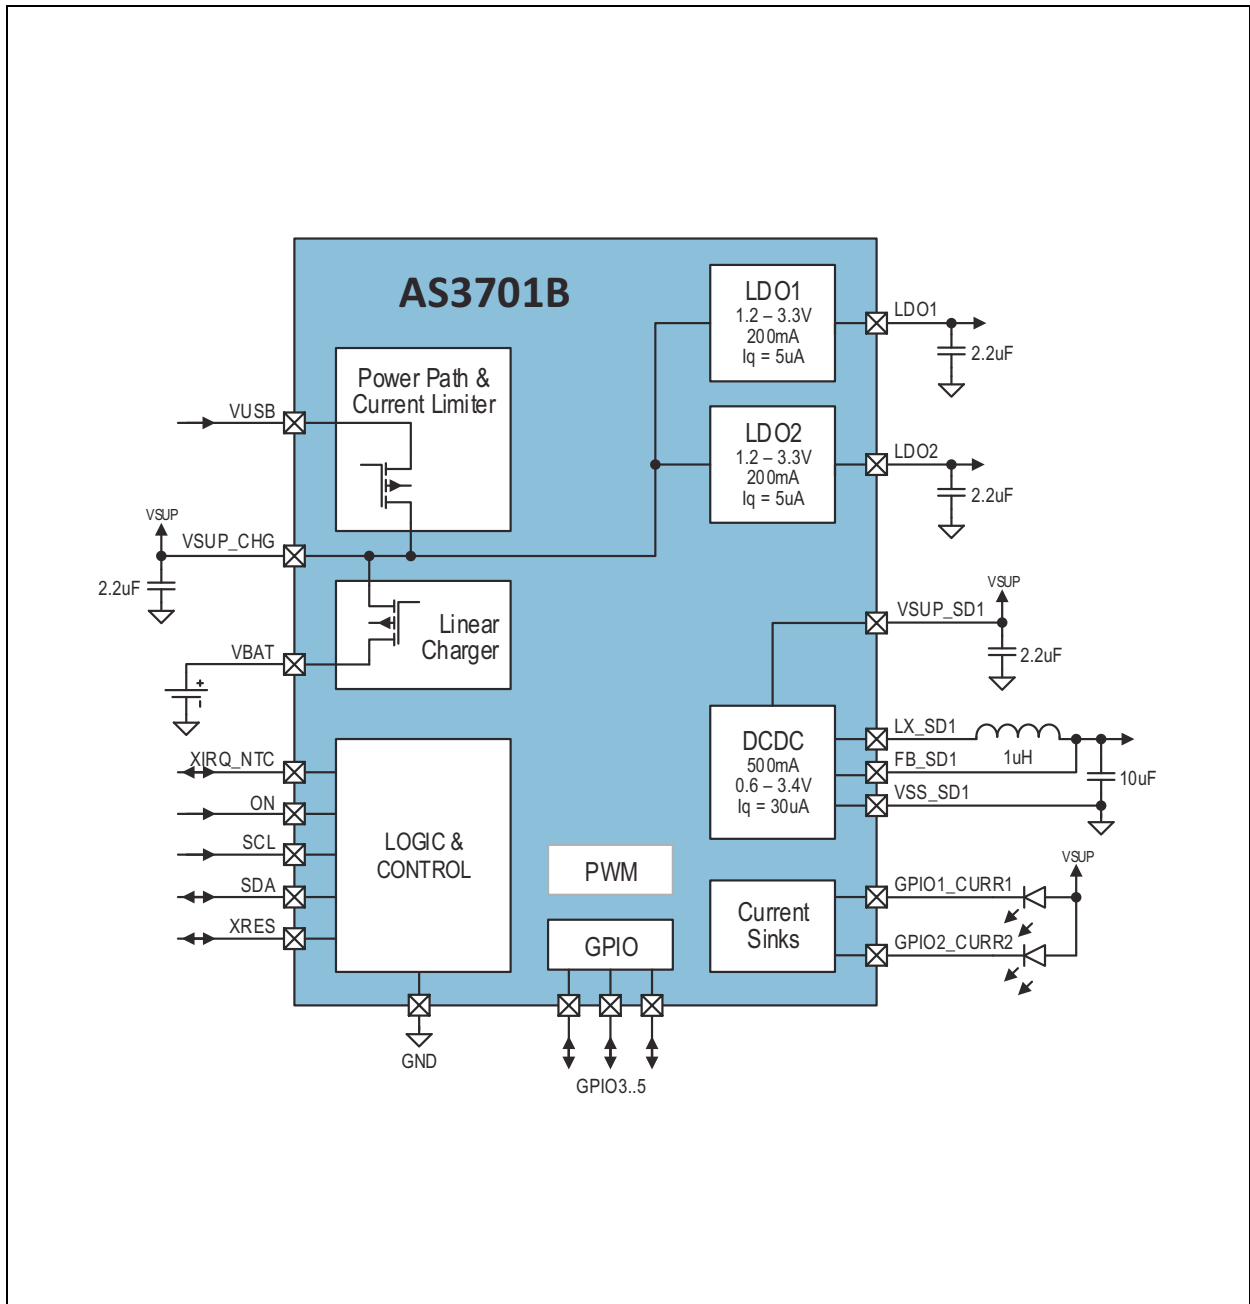 AS3701B
LDO1
1.2 – 3.3V
200mA
Iq = 5uA
LDO1
2.2uF
Power Path &
Current Limiter
VUSB
LDO2
1.2 – 3.3V
200mA
Iq = 5uA
LDO2
2.2uF
VSUP
VSUP_CHG
2.2uF
Linear
Charger
VBAT
+
VSUP
VSUP_SD1
2.2uF
DCDC
500mA
0.6 – 3.4V
Iq = 30uA
LX_SD1
1uH
FB_SD1
10uF
VSS_SD1
XIRQ_NTC
ON
SCL
SDA
XRES
LOGIC &
CONTROL
PWM
GPIO
Current
Sinks
VSUP
GPIO1_CURR1
GPIO2_CURR2
GND
GPIO3..5